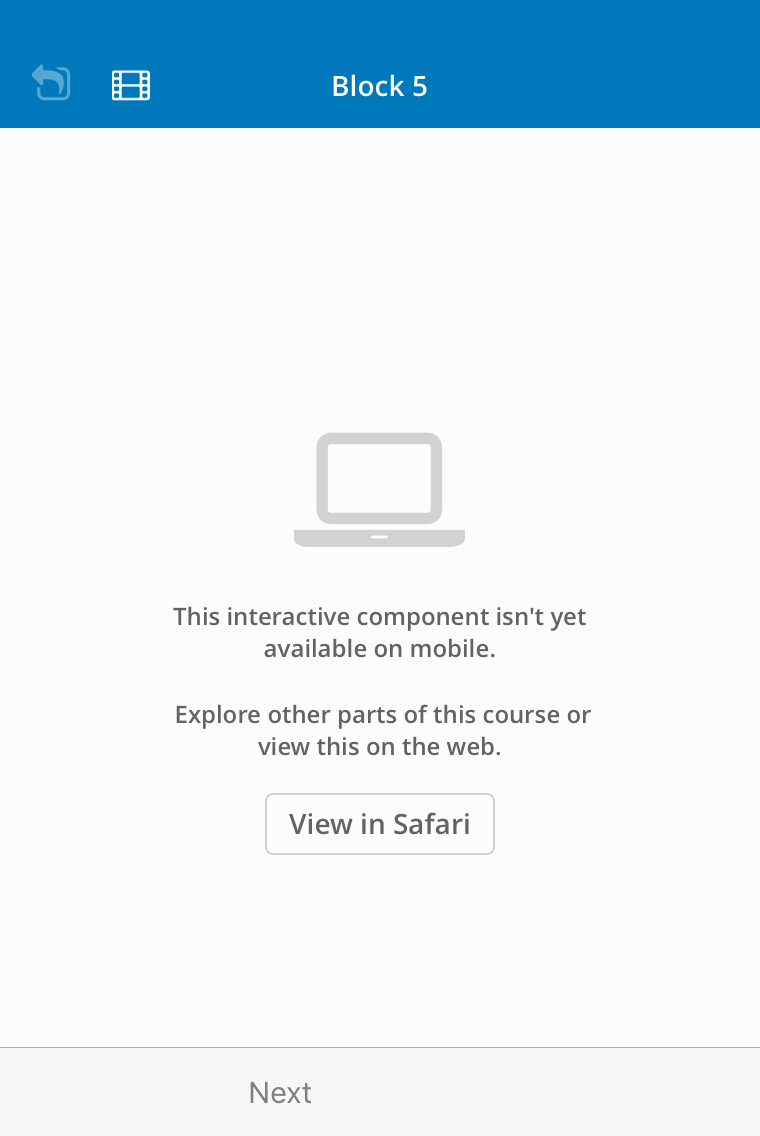 Block 5
This interactive component isn't yet
available on mobile.
Explore other parts of this course or
view this on the web.
View in Safari
Next